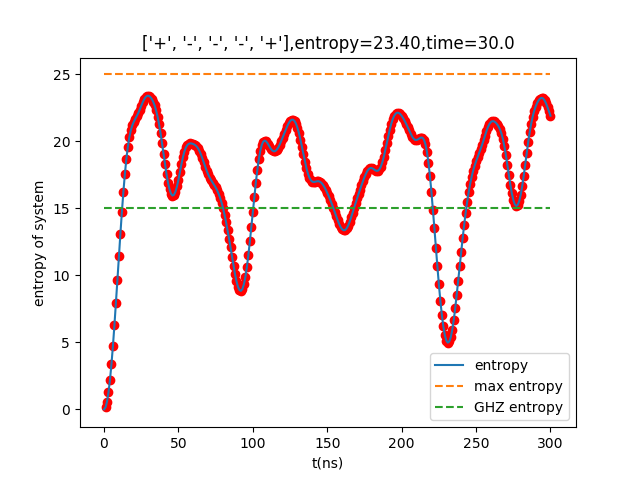 ['+', '-', '-', '-', '+'],entropy=23.40,time=30.0
entropy of system
25
20
15
10
5
0
entropy
max entropy
GHZ entropy
0
50
100
150
200
250
300
t(ns)